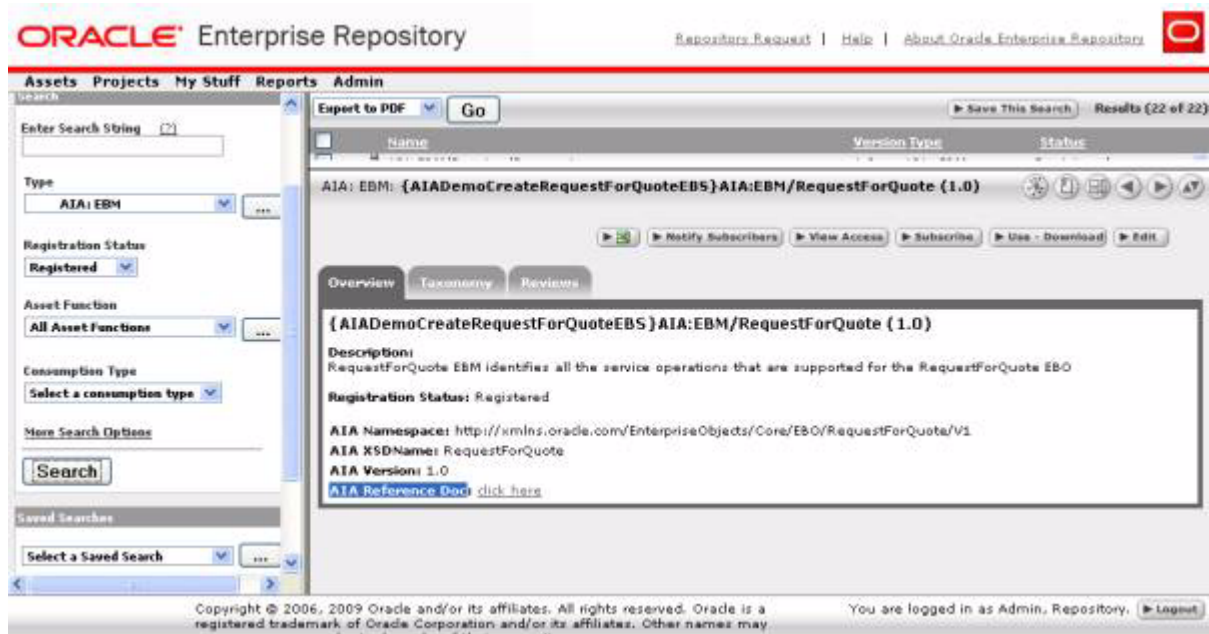 ORACLE Enterprise Repository
Repository Request | Help | About Oracle Enterprise Repository
Assets Projects My Stuff Reports Admin
Search
Enter Search String (?)
Type
AIA: EBM
...
Registration Status
Registered
Asset Function
All Asset Functions
...
Consumption Type
Select a consumption type
More Search Options
Search
Saved Searches
Select a Saved Search
...
Export to PDF
Go
Save This Search
Results (22 of 22)
Name Version Type Status
AIA: EBM: {AIADemoCreateRequestForQuoteEBS}AIA:EBM/RequestForQuote (1.0)
Notify Subscribers View Access Subscribe Use - Download Edit
Overview Taxonomy Reviews
{AIADemoCreateRequestForQuoteEBS}AIA:EBM/RequestForQuote (1.0)
Description:
RequestForQuote EBM identifies all the service operations that are supported for the RequestForQuote EBO
Registration Status: Registered
AIA Namespace: http://xmlns.oracle.com/EnterpriseObjects/Core/EBO/RequestForQuote/V1
AIA XSDName: RequestForQuote
AIA Version: 1.0
AIA Reference Doc: click here
Copyright © 2006, 2009 Oracle and/or its affiliates. All rights reserved. Oracle is a
registered trademark of Oracle Corporation and/or its affiliates. Other names may
You are logged in as Admin, Repository. Logout